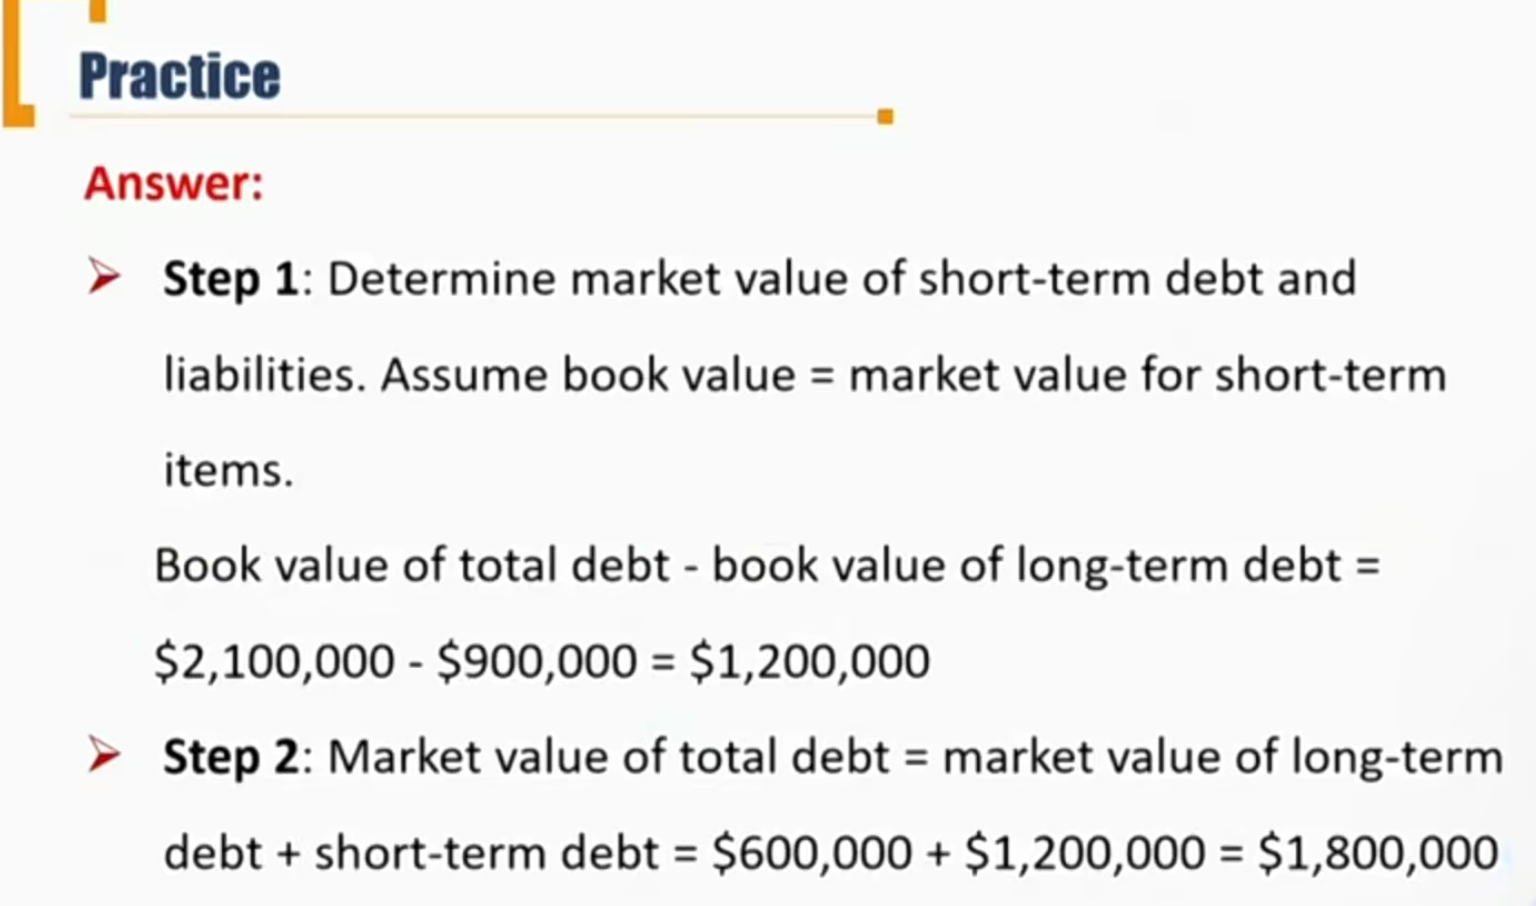 Practice
Answer:
Step 1: Determine market value of short-term debt and
liabilities. Assume book value = market value for short-term
items.
Book value of total debt - book value of long-term debt =
$2,100,000 - $900,000 = $1,200,000
Step 2: Market value of total debt = market value of long-term
debt + short-term debt = $600,000 + $1,200,000 = $1,800,000